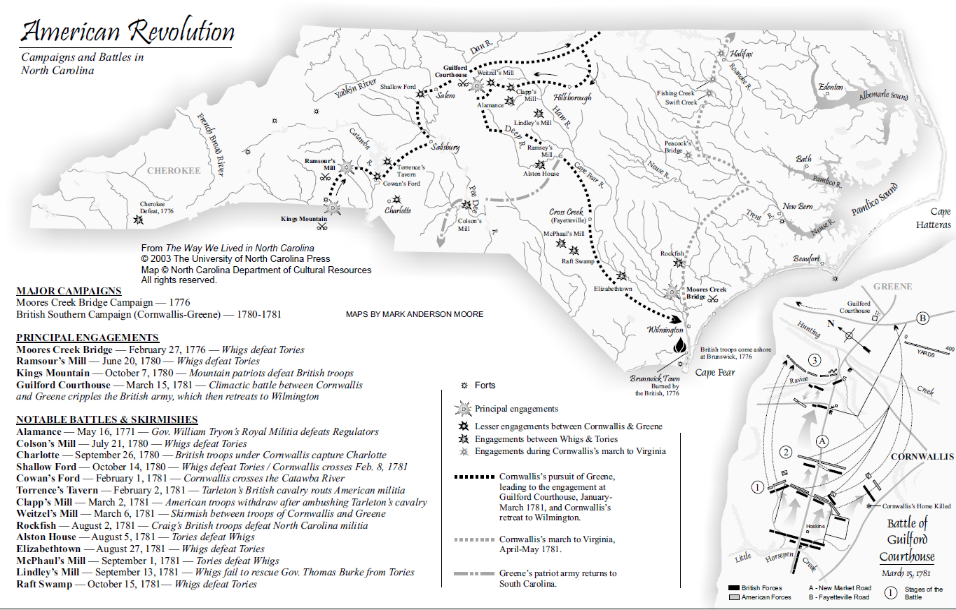 American Revolution
Campaigns and Battles in
North Carolina
Dan R.
Halifax
Roanoke R.
Guilford
Courthouse
Weitzel's Mill
Yadkin River
Shallow Ford
Salem
Clapp's
Mill
Hillsborough
Fishing Creek
Swift Creek
Edenton
Albemarle Sound
Alamance
Haw R.
Lindley's Mill
French Broad River
Catawba
R.
Salisbury
Deep R.
Ramsey's
Mill
Peacock's
Bridge
Ramsour's
Mill
Torrence's
Tavern
Alston House
Cape Fear R.
Neuse R.
Bath
CHEROKEE
Cowan's Ford
Pamlico R.
Cherokee
Defeat, 1776
Charlotte
Pee Dee
R.
Cross Creek
(Fayetteville)
Trent R.
New Bern
Pamlico Sound
Cape
Hatteras
Kings Mountain
Colson's
Mill
McPhaul's Mill
Neuse R.
Raft Swamp
Rockfish
Beaufort
Elizabethtown
Moores Creek
Bridge
Wilmington
British troops come ashore
at Brunswick, 1776
Brunswick Town
Burned by
the British, 1776
Cape Fear
From The Way We Lived in North Carolina
© 2003 The University of North Carolina Press
Map © North Carolina Department of Cultural Resources
All rights reserved.
MAPS BY MARK ANDERSON MOORE
MAJOR CAMPAIGNS
Moores Creek Bridge Campaign — 1776
British Southern Campaign (Cornwallis-Greene) — 1780-1781
PRINCIPAL ENGAGEMENTS
Moores Creek Bridge — February 27, 1776 — Whigs defeat Tories
Ramsour's Mill — June 20, 1780 — Whigs defeat Tories
Kings Mountain — October 7, 1780 — Mountain patriots defeat British troops
Guilford Courthouse — March 15, 1781 — Climactic battle between Cornwallis
and Greene cripples the British army, which then retreats to Wilmington
NOTABLE BATTLES & SKIRMISHES
Alamance — May 16, 1771 — Gov. William Tryon's Royal Militia defeats Regulators
Colson's Mill — July 21, 1780 — Whigs defeat Tories
Charlotte — September 26, 1780 — British troops under Cornwallis capture Charlotte
Shallow Ford — October 14, 1780 — Whigs defeat Tories / Cornwallis crosses Feb. 8, 1781
Cowan's Ford — February 1, 1781 — Cornwallis crosses the Catawba River
Torrence's Tavern — February 2, 1781 — Tarleton's British cavalry routs American militia
Clapp's Mill — March 2, 1781 — American troops withdraw after ambushing Tarleton's cavalry
Weitzel's Mill — March 6, 1781 — Skirmish between troops of Cornwallis and Greene
Rockfish — August 2, 1781 — Craig's British troops defeat North Carolina militia
Alston House — August 5, 1781 — Tories defeat Whigs
Elizabethtown — August 27, 1781 — Whigs defeat Tories
McPhaul's Mill — September 1, 1781 — Tories defeat Whigs
Lindley's Mill — September 13, 1781 — Whigs fail to rescue Gov. Thomas Burke from Tories
Raft Swamp — October 15, 1781— Whigs defeat Tories
Forts
Principal engagements
Lesser engagements between Cornwallis & Greene
Engagements between Whigs & Tories
Engagements during Cornwallis's march to Virginia
Cornwallis's pursuit of Greene,
leading to the engagement at
Guilford Courthouse, January-
March 1781, and Cornwallis's
retreat to Wilmington.
Cornwallis's march to Virginia,
April-May 1781.
Greene's patriot army returns to
South Carolina.
GREENE
Guilford
Courthouse
Hunting
N
B
0
400
YARDS
3
Ravine
Creek
A
2
CORNWALLIS
1
Cornwallis's Horse Killed
Hoskins
Battle of
Guilford
Courthouse
March 15, 1781
Little
Horsepen
Creek
British Forces
American Forces
A - New Market Road
B - Fayetteville Road
1
Stages of the
Battle